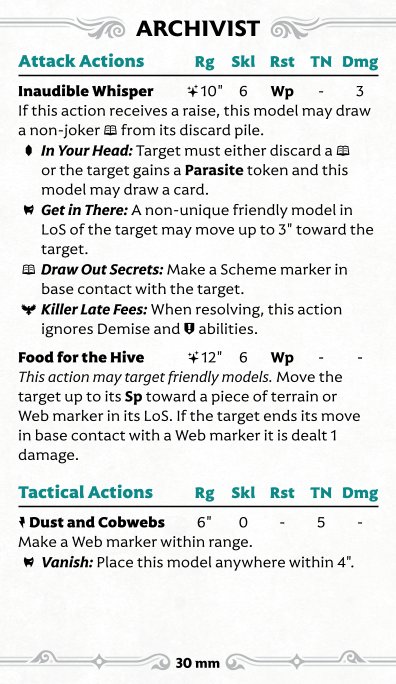 ARCHIVIST
Attack Actions Rg Skl Rst TN Dmg
Inaudible Whisper 10" 6 Wp - 3
If this action receives a raise, this model may draw
a non-joker from its discard pile.
In Your Head: Target must either discard a
or the target gains a Parasite token and this
model may draw a card.
Get in There: A non-unique friendly model in
LoS of the target may move up to 3" toward the
target.
Draw Out Secrets: Make a Scheme marker in
base contact with the target.
Killer Late Fees: When resolving, this action
ignores Demise and abilities.
Food for the Hive 12" 6 Wp - -
This action may target friendly models. Move the
target up to its Sp toward a piece of terrain or
Web marker in its LoS. If the target ends its move
in base contact with a Web marker it is dealt 1
damage.
Tactical Actions Rg Skl Rst TN Dmg
Dust and Cobwebs 6" 0 - 5 -
Make a Web marker within range.
Vanish: Place this model anywhere within 4".
30 mm